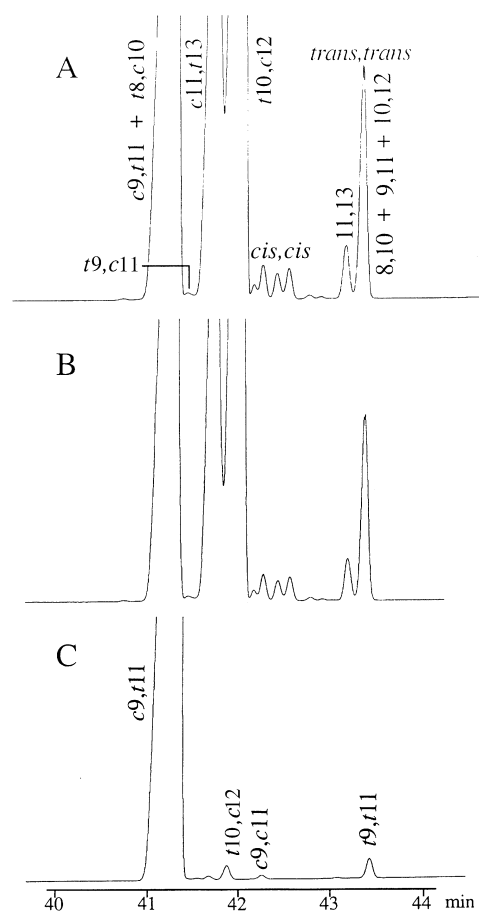 A
c9,t11 + t8,c10
c11,t13
t10,c12
trans,trans
t9,c11
cis,cis
11,13
8,10 + 9,11 + 10,12
B
C
c9,t11
t10,c12
c9,c11
t9,t11
40 41 42 43 44 min